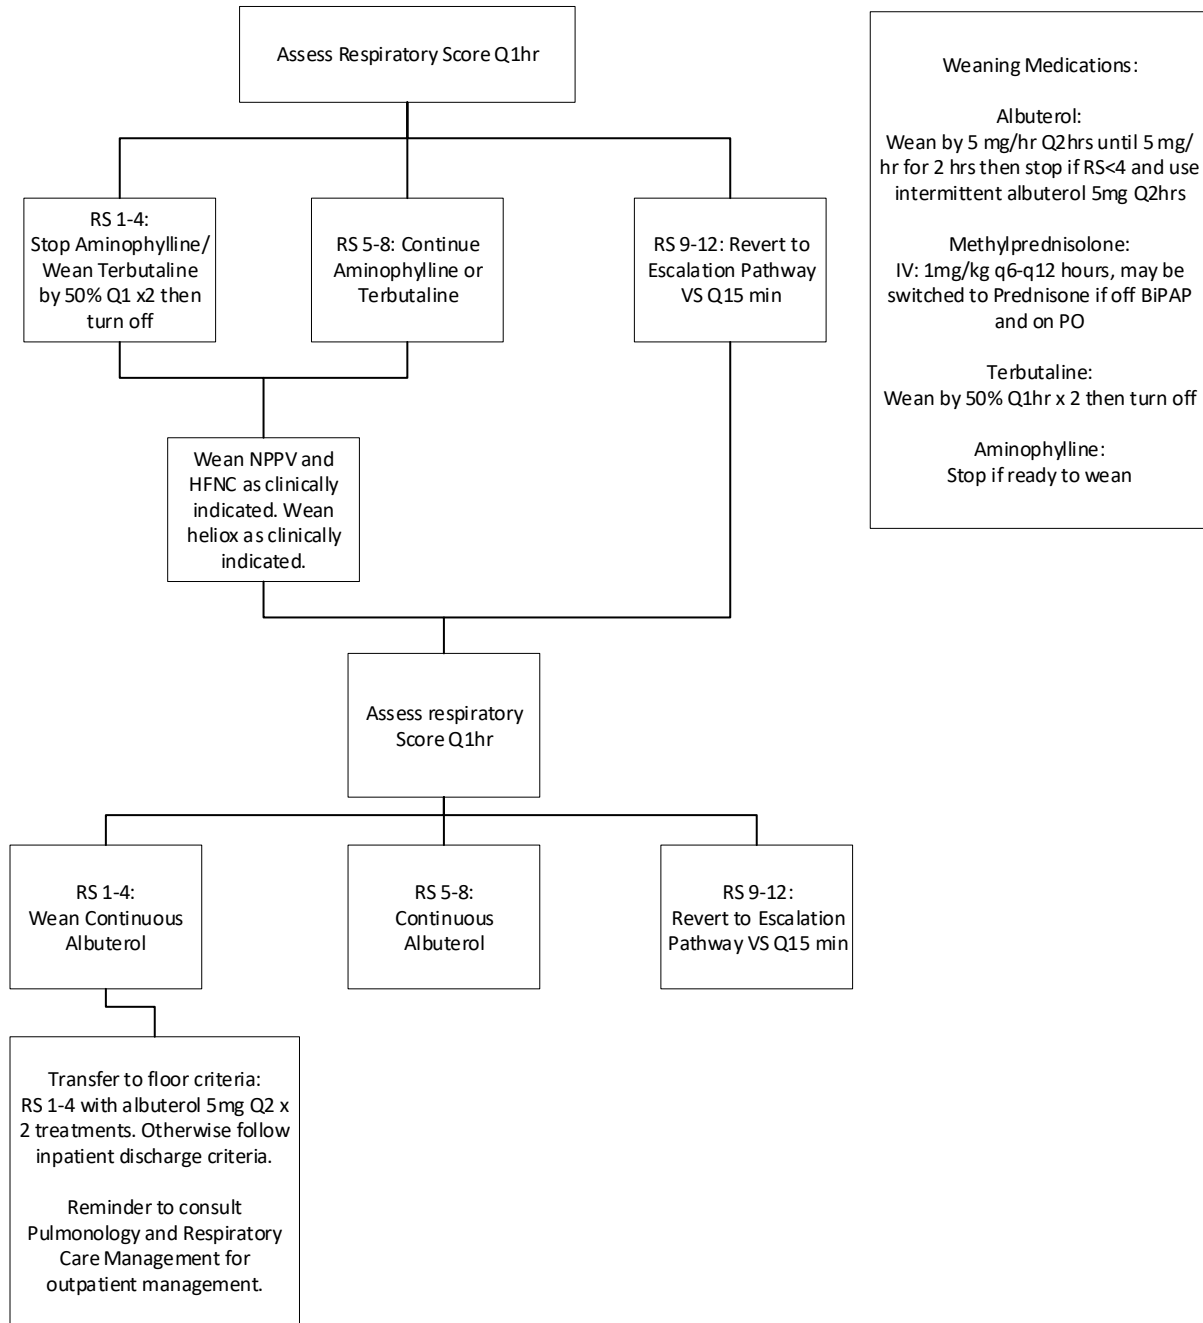 Assess Respiratory Score Q1hr
Weaning Medications:
Albuterol:
Wean by 5 mg/hr Q2hrs until 5 mg/
hr for 2 hrs then stop if RS<4 and use
intermittent albuterol 5mg Q2hrs
Methylprednisolone:
IV: 1mg/kg q6-q12 hours, may be
switched to Prednisone if off BiPAP
and on PO
Terbutaline:
Wean by 50% Q1hr x 2 then turn off
Aminophylline:
Stop if ready to wean
RS 1-4:
Stop Aminophylline/
Wean Terbutaline
by 50% Q1 x2 then
turn off
RS 5-8: Continue
Aminophylline or
Terbutaline
RS 9-12: Revert to
Escalation Pathway
VS Q15 min
Wean NPPV and
HFNC as clinically
indicated. Wean
heliox as clinically
indicated.
Assess respiratory
Score Q1hr
RS 1-4:
Wean Continuous
Albuterol
RS 5-8:
Continuous
Albuterol
RS 9-12:
Revert to Escalation
Pathway VS Q15 min
Transfer to floor criteria:
RS 1-4 with albuterol 5mg Q2 x
2 treatments. Otherwise follow
inpatient discharge criteria.
Reminder to consult
Pulmonology and Respiratory
Care Management for
outpatient management.